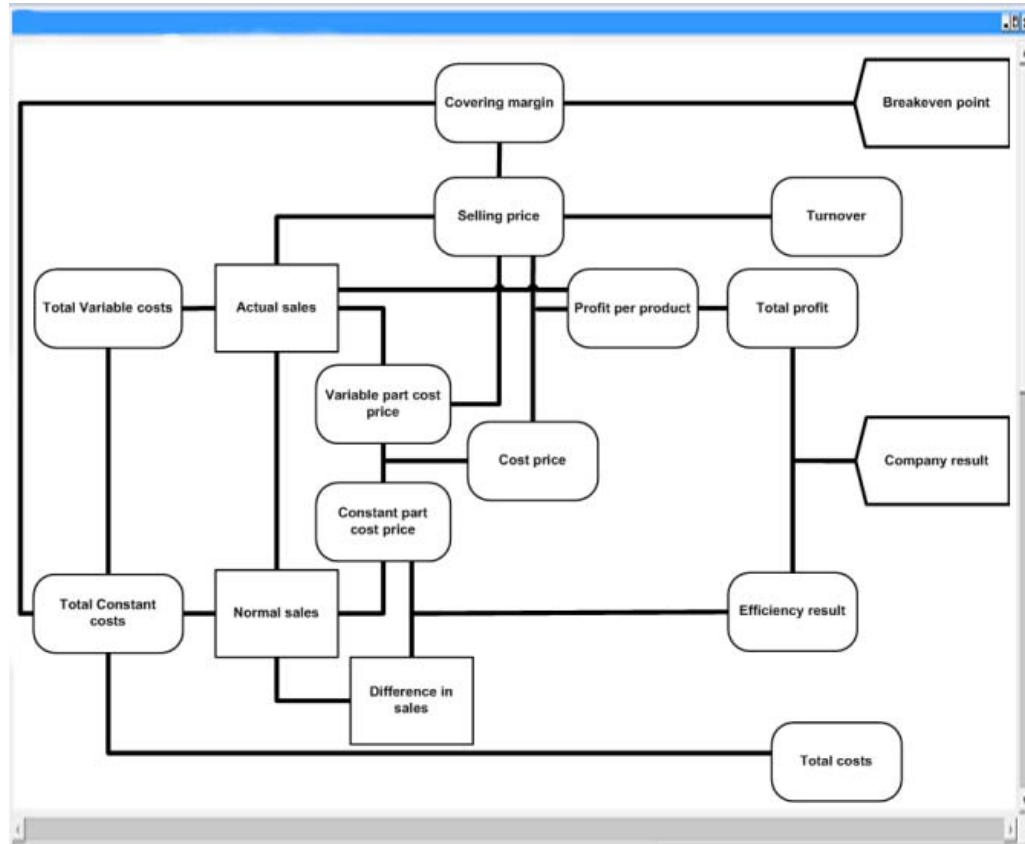 Covering margin
Breakeven point
Selling price
Turnover
Total Variable costs
Actual sales
Profit per product
Total profit
Variable part cost
price
Cost price
Company result
Constant part
cost price
Total Constant
costs
Normal sales
Efficiency result
Difference in
sales
Total costs